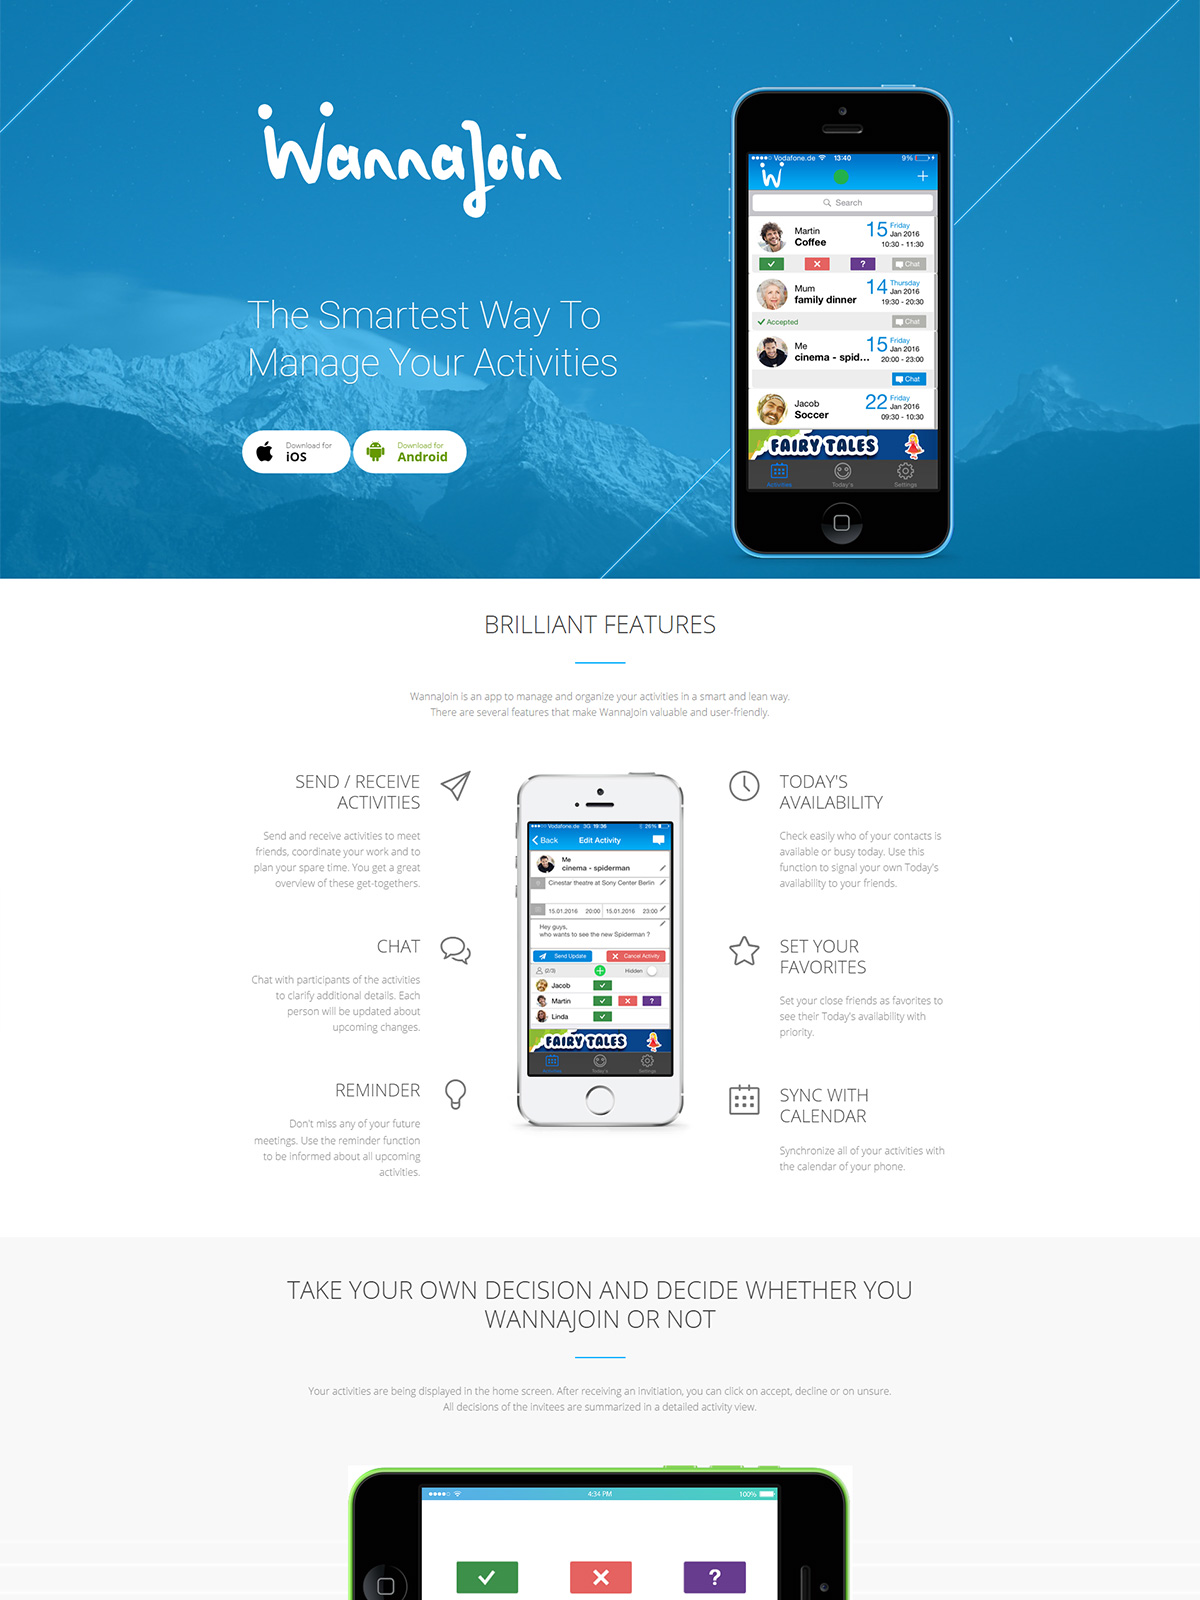 WannaJoin
The Smartest Way To
Manage Your Activities
Download for
iOS
Download for
Android
Vodafone.de 13:40 9%
W
Search
Martin
Coffee
15 Friday
Jan 2016
10:30 - 11:30
? Chat
Mum
family dinner
14 Thursday
Jan 2016
19:30 - 20:30
Accepted Chat
Me
cinema - spid...
15 Friday
Jan 2016
20:00 - 23:00
Chat
Jacob
Soccer
22 Friday
Jan 2016
09:30 - 10:30
FAIRY TALES
Activities Today's Settings
BRILLIANT FEATURES
WannaJoin is an app to manage and organize your activities in a smart and lean way.
There are several features that make WannaJoin valuable and user-friendly.
SEND / RECEIVE
ACTIVITIES
Send and receive activities to meet
friends, coordinate your work and to
plan your spare time. You get a great
overview of these get-togethers.
CHAT
Chat with participants of the activities
to clarify additional details. Each
person will be updated about
upcoming changes.
REMINDER
Don't miss any of your future
meetings. Use the reminder function
to be informed about all upcoming
activities.
Vodafone.de 3G 19:36 26%
Back Edit Activity
Me
cinema - spiderman
Cinestar theatre at Sony Center Berlin
15.01.2016 20:00 15.01.2016 23:00
Hey guys,
who wants to see the new Spiderman ?
Send Update Cancel Activity
(2/3) Hidden
Jacob
Martin ?
Linda
FAIRY TALES
Activities Today's Settings
TODAY'S
AVAILABILITY
Check easily who of your contacts is
available or busy today. Use this
function to signal your own Today's
availability to your friends.
SET YOUR
FAVORITES
Set your close friends as favorites to
see their Today's availability with
priority.
SYNC WITH
CALENDAR
Synchronize all of your activities with
the calendar of your phone.
TAKE YOUR OWN DECISION AND DECIDE WHETHER YOU
WANNAJOIN OR NOT
Your activities are being displayed in the home screen. After receiving an invitiation, you can click on accept, decline or on unsure.
All decisions of the invitees are summarized in a detailed activity view.
4:34 PM 100%
?